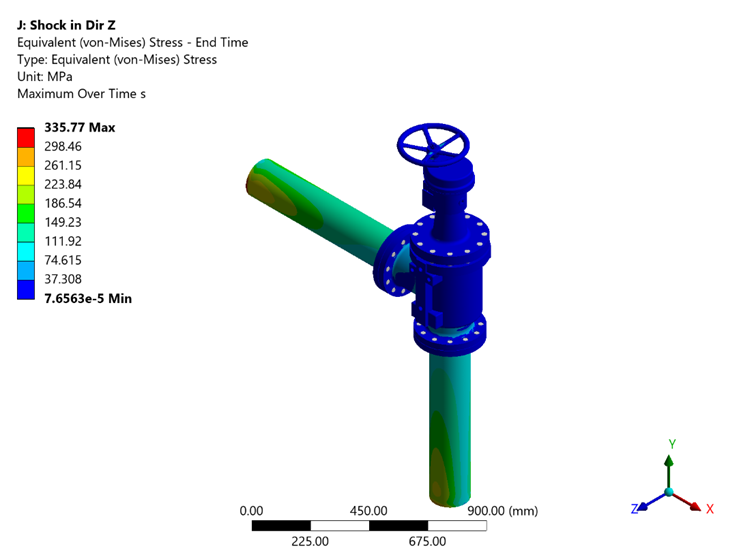 J: Shock in Dir Z
Equivalent (von-Mises) Stress - End Time
Type: Equivalent (von-Mises) Stress
Unit: MPa
Maximum Over Time s
335.77 Max
298.46
261.15
223.84
186.54
149.23
111.92
74.615
37.308
7.6563e-5 Min
0.00 450.00 900.00 (mm)
225.00 675.00
Y
Z X